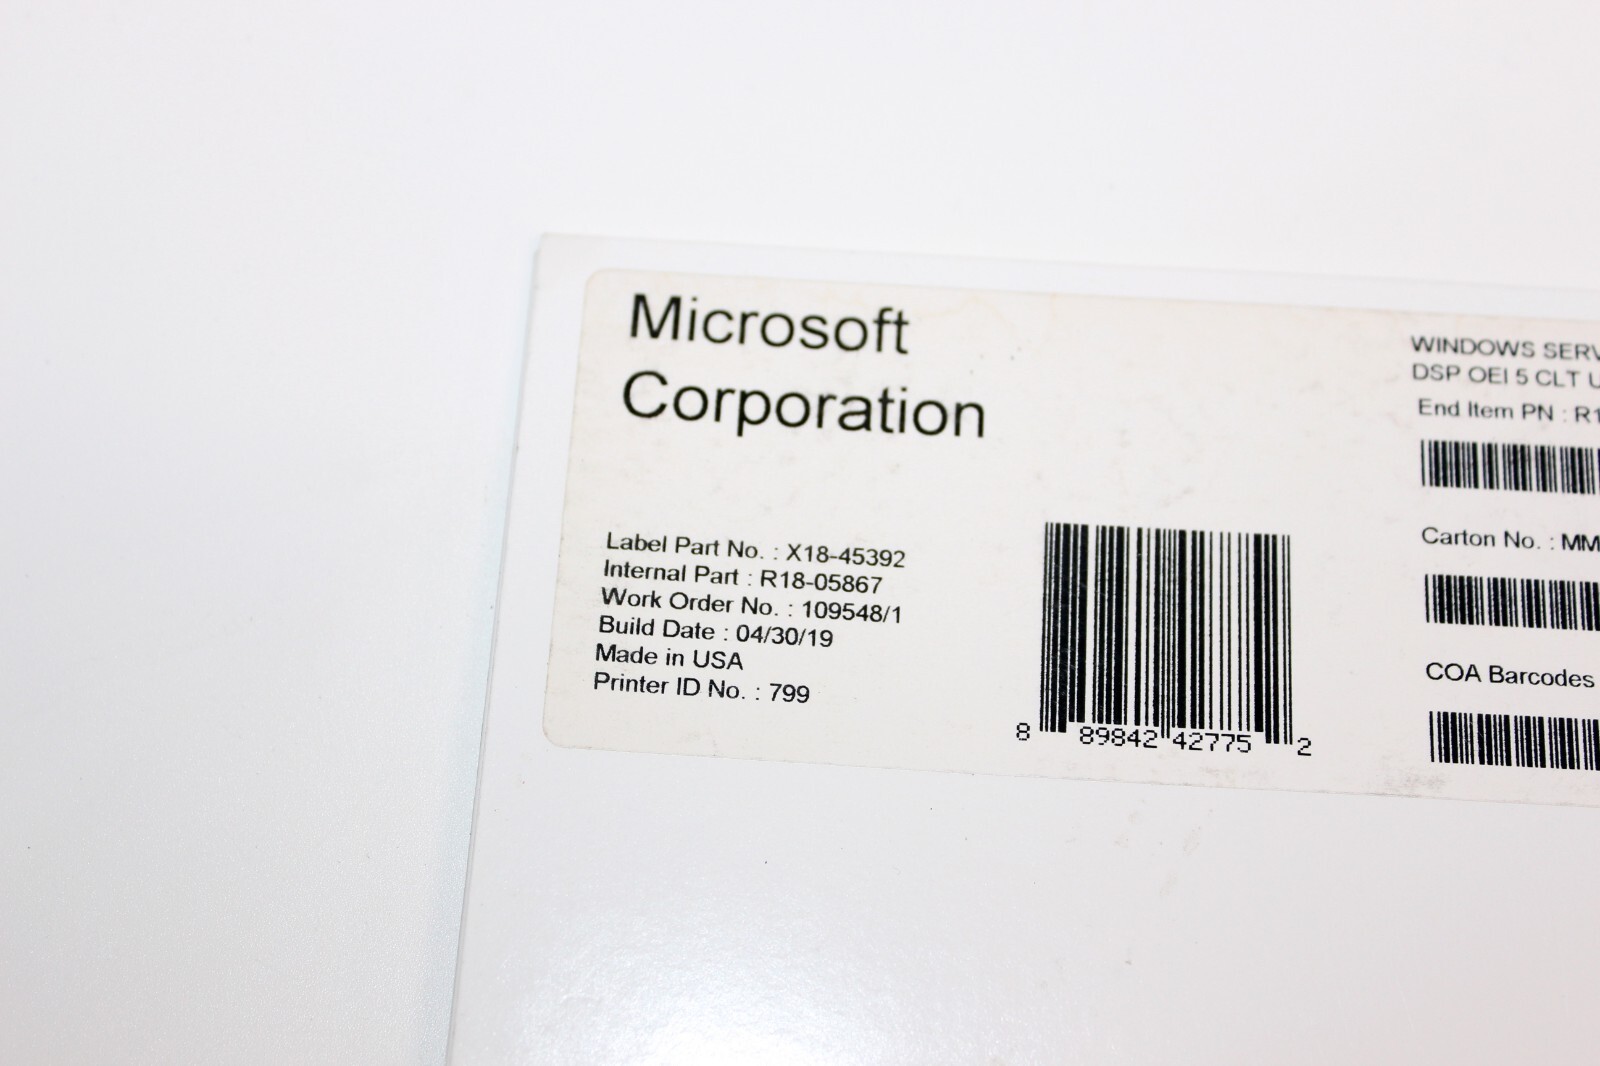 Microsoft
Corporation
Label Part No. : X18-45392
Internal Part : R18-05867
Work Order No. : 109548/1
Build Date : 04/30/19
Made in USA
Printer ID No. : 799
8 89842 42775 2
WINDOWS SERV
DSP OEI 5 CLT U
End Item PN : R1
Carton No. : MM
COA Barcodes